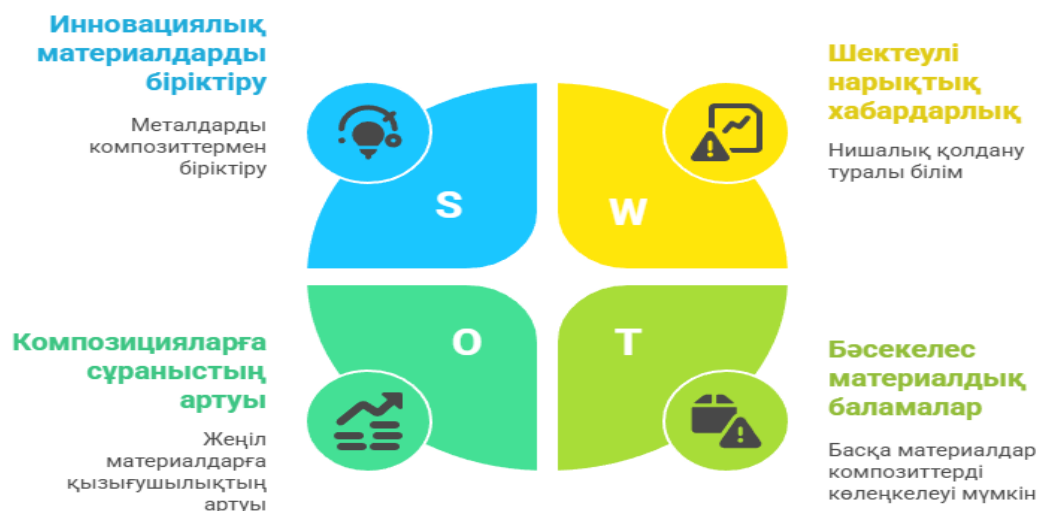 Инновациялық
материалдарды
біріктіру
Металдарды
композиттермен
біріктіру
S
Шектеулі
нарықтық
хабардарлық
Нишалық қолдану
туралы білім
W
Композицияларға
сұраныстың
артуы
Жеңіл
материалдарға
қызығушылықтың
артуы
O
Бәсекелес
материалдық
баламалар
Басқа материалдар
композиттерді
көлеңкелеуі мүмкін
T